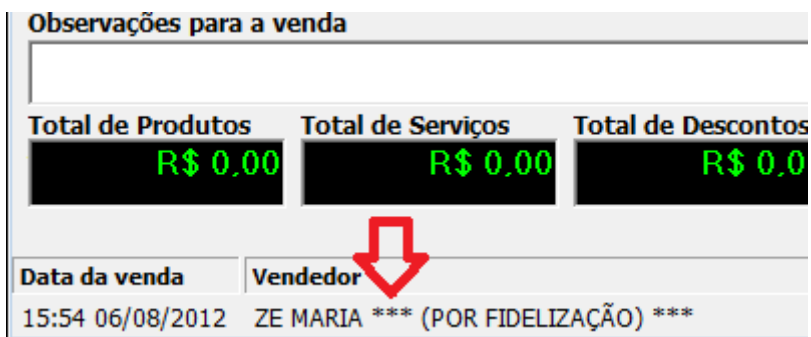 Observações para a venda
Total de Produtos Total de Serviços Total de Descontos
R$ 0,00 R$ 0,00 R$ 0,0
Data da venda Vendedor
15:54 06/08/2012 ZE MARIA *** (POR FIDELIZAÇÃO) ***